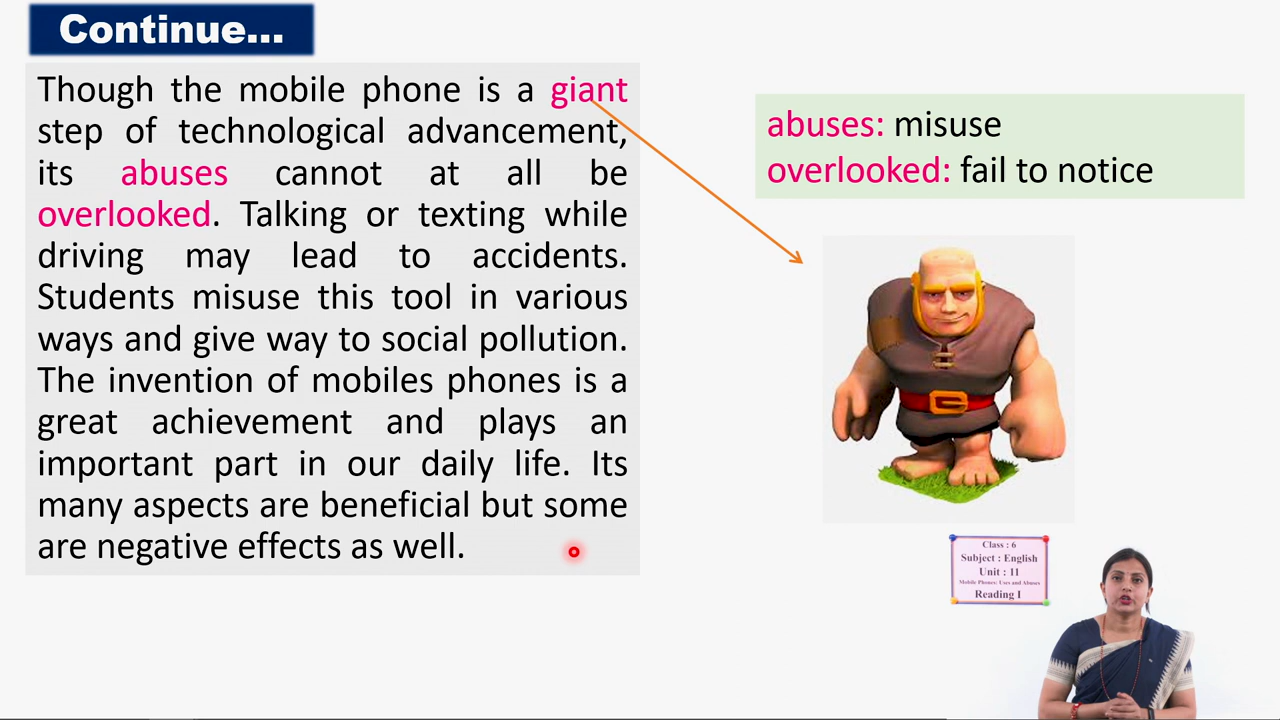 Continue...
Though the mobile phone is a giant
step of technological advancement,
its abuses cannot at all be
overlooked. Talking or texting while
driving may lead to accidents.
Students misuse this tool in various
ways and give way to social pollution.
The invention of mobiles phones is a
great achievement and plays an
important part in our daily life. Its
many aspects are beneficial but some
are negative effects as well.
abuses: misuse
overlooked: fail to notice
Class : 6
Subject : English
Unit : 11
Mobile Phones: Uses and Abuses
Reading I